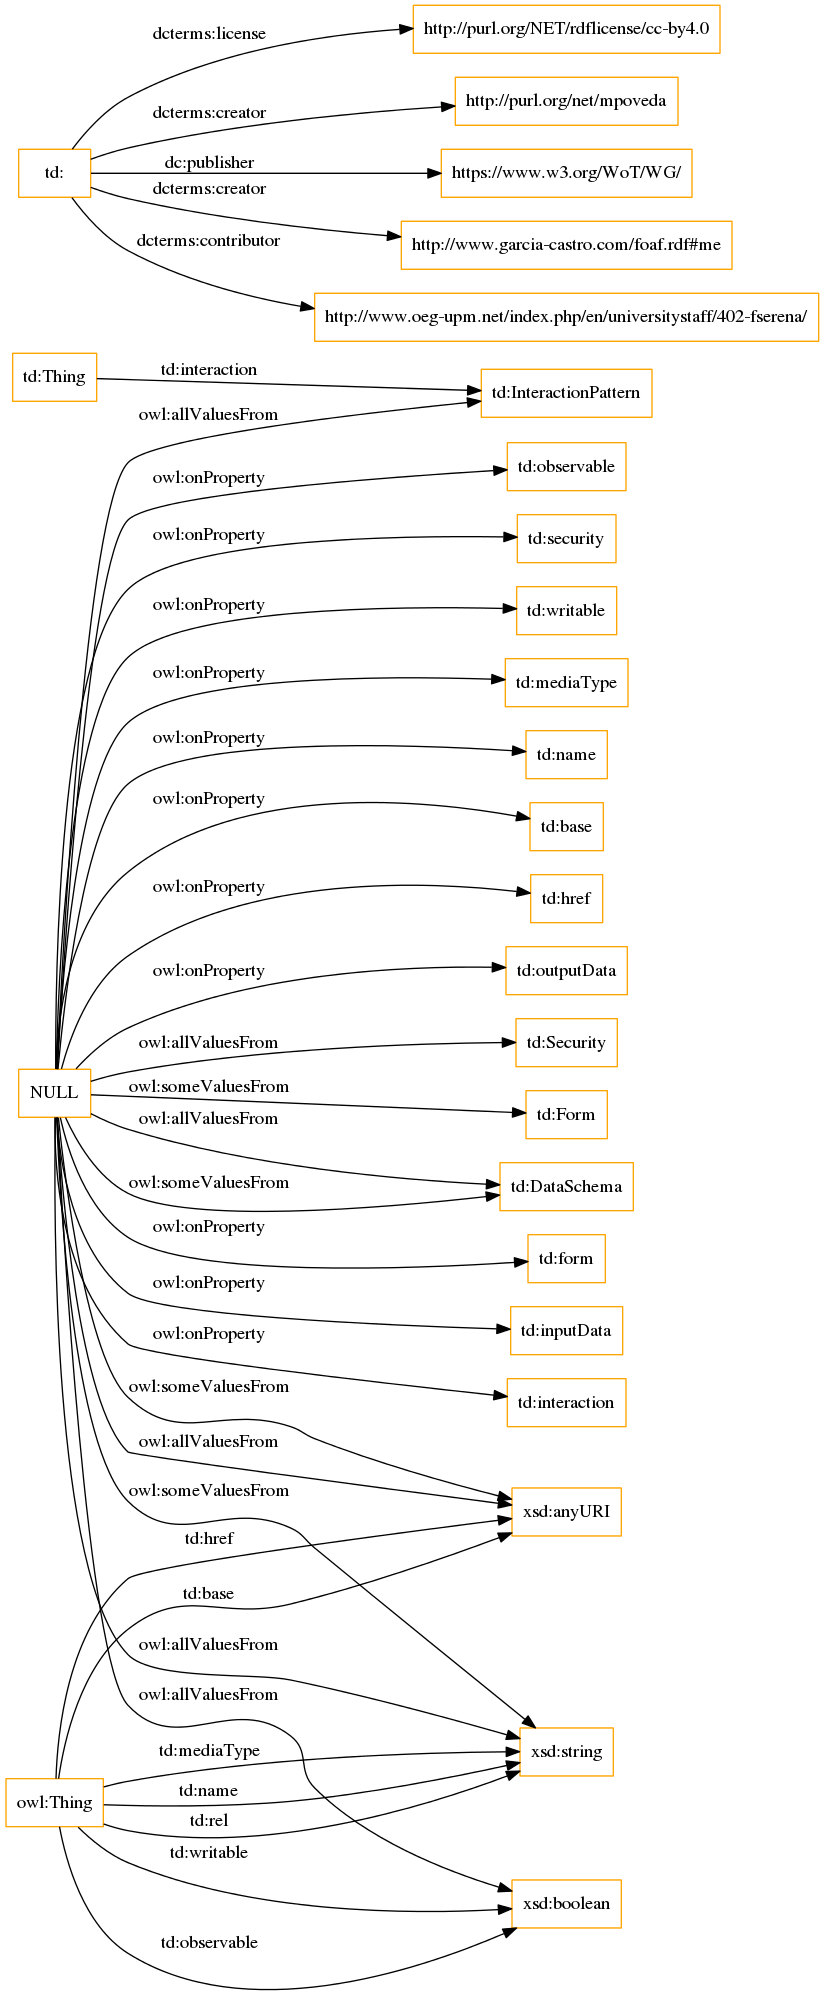 dcterms:license
http://purl.org/NET/rdflicense/cc-by4.0
dcterms:creator
http://purl.org/net/mpoveda
td:
dc:publisher
https://www.w3.org/WoT/WG/
dcterms:creator
http://www.garcia-castro.com/foaf.rdf#me
dcterms:contributor
http://www.oeg-upm.net/index.php/en/universitystaff/402-fserena/
td:Thing
td:interaction
td:InteractionPattern
owl:allValuesFrom
owl:onProperty
td:observable
owl:onProperty
td:security
owl:onProperty
td:writable
owl:onProperty
td:mediaType
owl:onProperty
td:name
owl:onProperty
td:base
owl:onProperty
td:href
owl:onProperty
td:outputData
owl:allValuesFrom
td:Security
NULL
owl:someValuesFrom
td:Form
owl:allValuesFrom
owl:someValuesFrom
td:DataSchema
owl:onProperty
td:form
owl:onProperty
td:inputData
owl:onProperty
td:interaction
owl:someValuesFrom
owl:allValuesFrom
owl:someValuesFrom
xsd:anyURI
td:href
td:base
owl:allValuesFrom
owl:allValuesFrom
td:mediaType
xsd:string
owl:Thing
td:name
td:rel
td:writable
xsd:boolean
td:observable